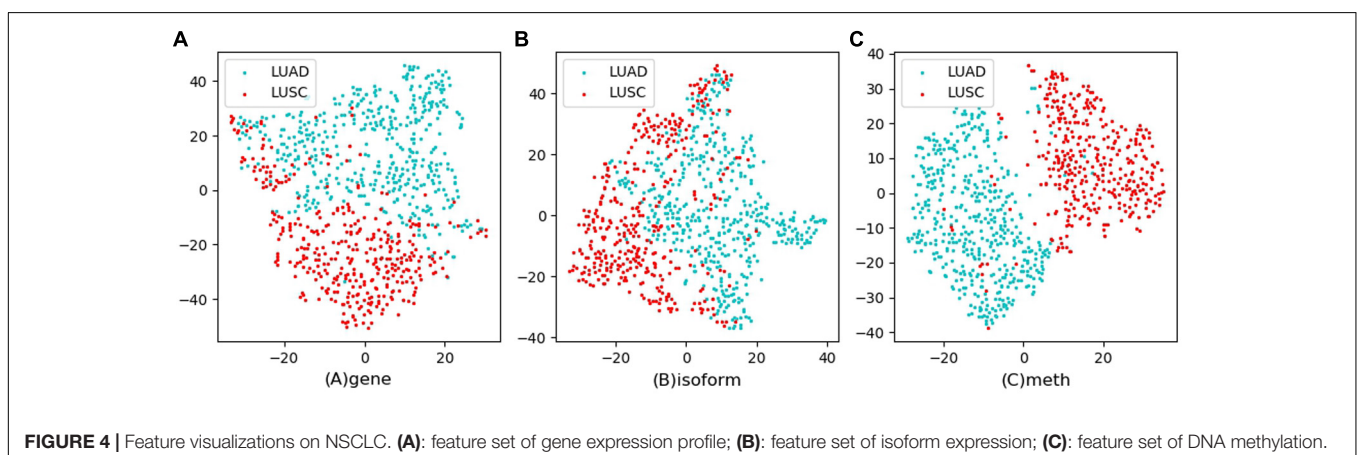 A
B
C
LUAD
LUSC
40
20
0
−20
−40
−20
0
20
(A)gene
LUAD
LUSC
40
20
0
−20
−40
−20
0
20
40
(B)isoform
LUAD
LUSC
40
30
20
10
0
−10
−20
−30
−40
−20
0
20
(C)meth
FIGURE 4 | Feature visualizations on NSCLC. (A): feature set of gene expression profile; (B): feature set of isoform expression; (C): feature set of DNA methylation.